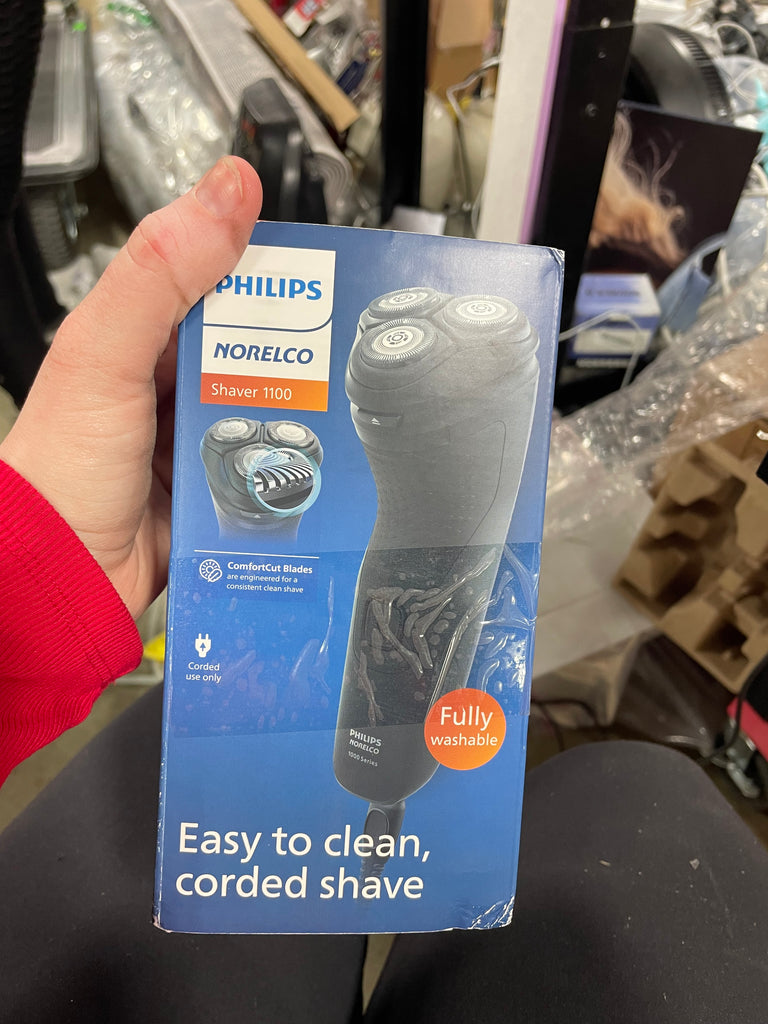 PHILIPS
NORELCO
Shaver 1100
ComfortCut Blades
are engineered for a
consistent clean shave
Corded
use only
Fully
washable
PHILIPS
NORELCO
1000 Series
Easy to clean,
corded shave